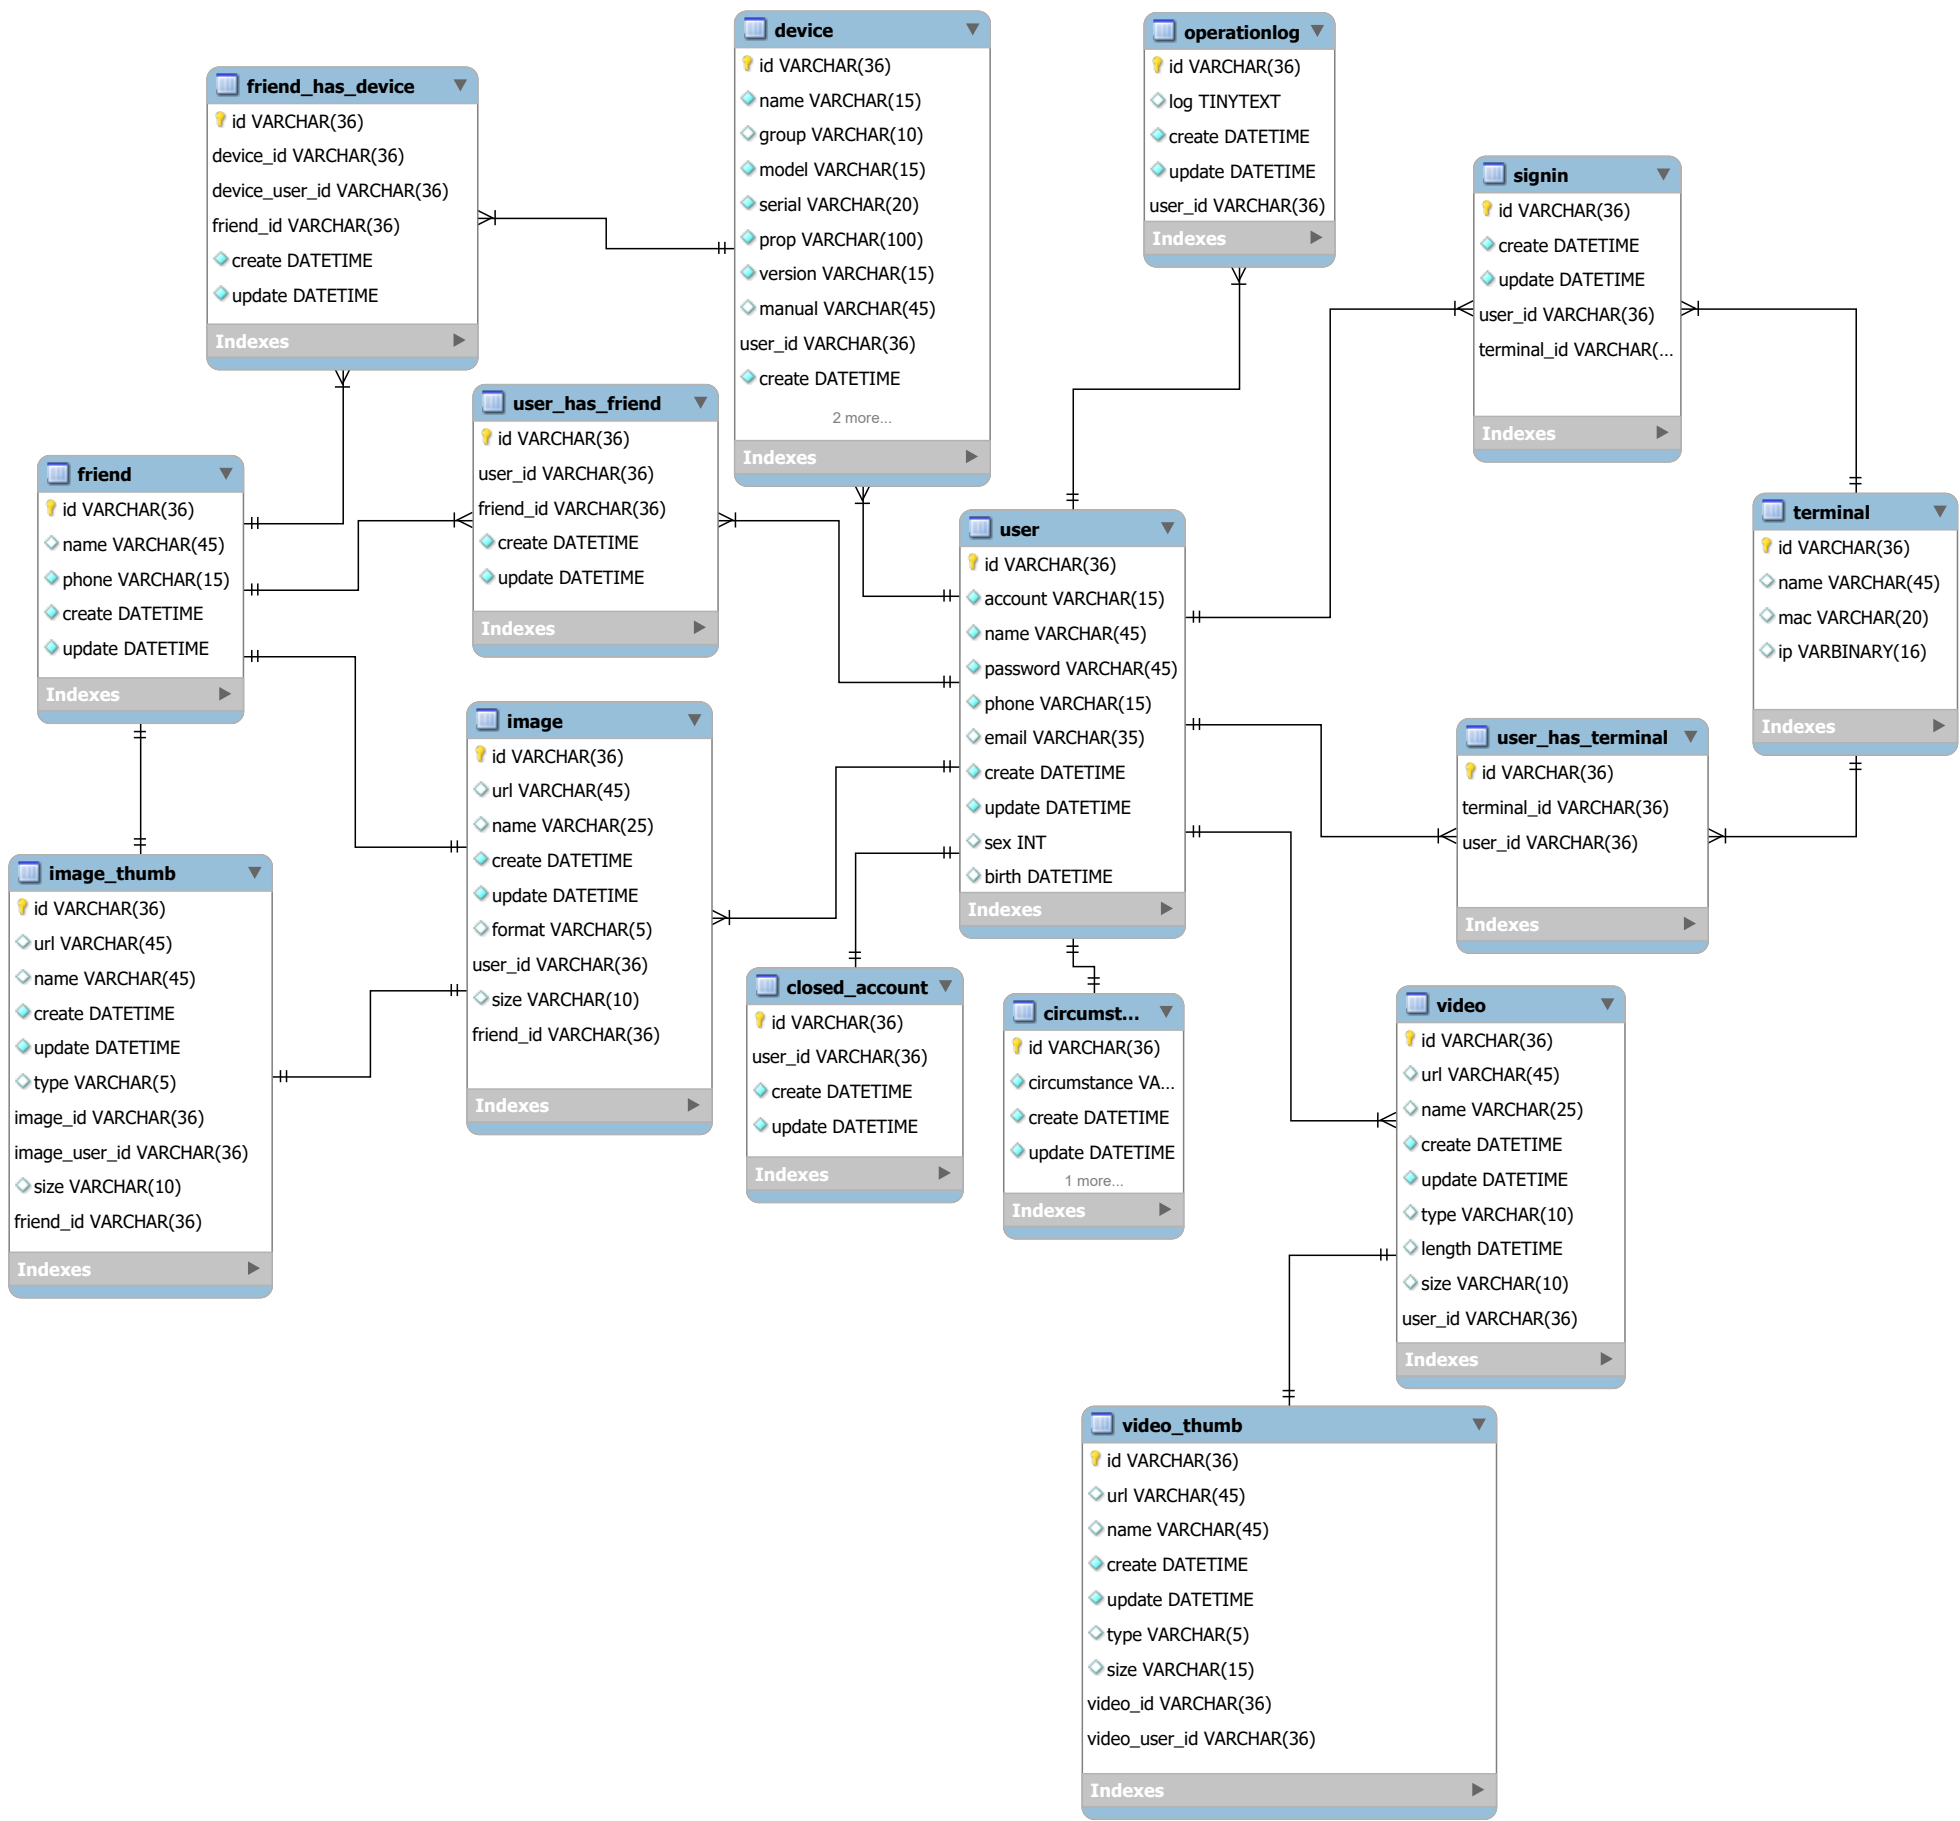 device
id VARCHAR(36)
name VARCHAR(15)
group VARCHAR(10)
model VARCHAR(15)
serial VARCHAR(20)
prop VARCHAR(100)
version VARCHAR(15)
manual VARCHAR(45)
user_id VARCHAR(36)
create DATETIME
2 more...
Indexes
operationlog
id VARCHAR(36)
log TINYTEXT
create DATETIME
update DATETIME
user_id VARCHAR(36)
Indexes
friend_has_device
id VARCHAR(36)
device_id VARCHAR(36)
device_user_id VARCHAR(36)
friend_id VARCHAR(36)
create DATETIME
update DATETIME
Indexes
signin
id VARCHAR(36)
create DATETIME
update DATETIME
user_id VARCHAR(36)
terminal_id VARCHAR(...
Indexes
user_has_friend
id VARCHAR(36)
user_id VARCHAR(36)
friend_id VARCHAR(36)
create DATETIME
update DATETIME
Indexes
friend
id VARCHAR(36)
name VARCHAR(45)
phone VARCHAR(15)
create DATETIME
update DATETIME
Indexes
user
id VARCHAR(36)
account VARCHAR(15)
name VARCHAR(45)
password VARCHAR(45)
phone VARCHAR(15)
email VARCHAR(35)
create DATETIME
update DATETIME
sex INT
birth DATETIME
Indexes
terminal
id VARCHAR(36)
name VARCHAR(45)
mac VARCHAR(20)
ip VARBINARY(16)
Indexes
image
id VARCHAR(36)
url VARCHAR(45)
name VARCHAR(25)
create DATETIME
update DATETIME
format VARCHAR(5)
user_id VARCHAR(36)
size VARCHAR(10)
friend_id VARCHAR(36)
Indexes
user_has_terminal
id VARCHAR(36)
terminal_id VARCHAR(36)
user_id VARCHAR(36)
Indexes
image_thumb
id VARCHAR(36)
url VARCHAR(45)
name VARCHAR(45)
create DATETIME
update DATETIME
type VARCHAR(5)
image_id VARCHAR(36)
image_user_id VARCHAR(36)
size VARCHAR(10)
friend_id VARCHAR(36)
Indexes
closed_account
id VARCHAR(36)
user_id VARCHAR(36)
create DATETIME
update DATETIME
Indexes
circumst...
id VARCHAR(36)
circumstance VA...
create DATETIME
update DATETIME
1 more...
Indexes
video
id VARCHAR(36)
url VARCHAR(45)
name VARCHAR(25)
create DATETIME
update DATETIME
type VARCHAR(10)
length DATETIME
size VARCHAR(10)
user_id VARCHAR(36)
Indexes
video_thumb
id VARCHAR(36)
url VARCHAR(45)
name VARCHAR(45)
create DATETIME
update DATETIME
type VARCHAR(5)
size VARCHAR(15)
video_id VARCHAR(36)
video_user_id VARCHAR(36)
Indexes